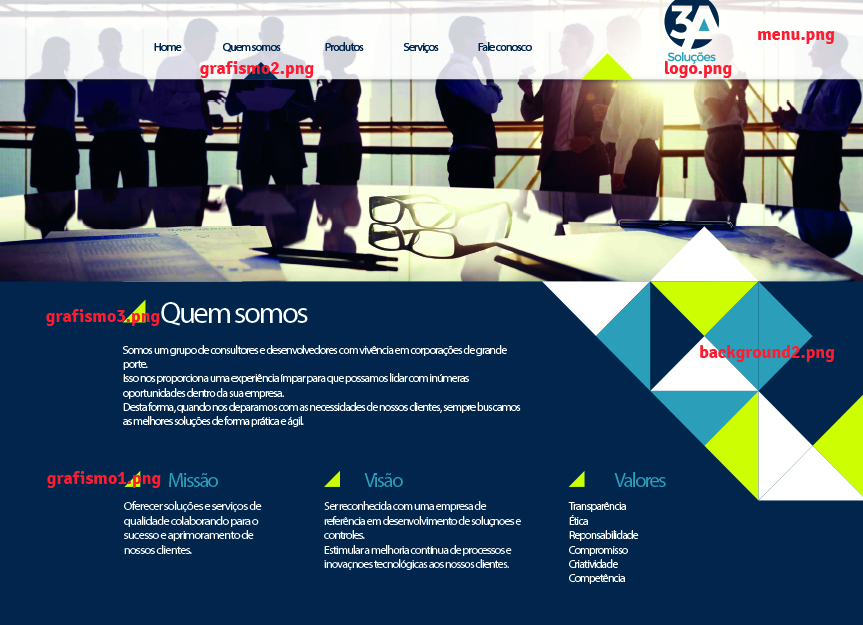 Home
Quem somos
Produtos
Serviços
Fale conosco
3A
Soluções
menu.png
grafismo2.png
logo.png
grafismo3.png
Quem somos
Somos um grupo de consultores e desenvolvedores com vivência em corporações de grande
porte.
Isso nos proporciona uma experiência ímpar para que possamos lidar com inúmeras
oportunidades dentro da sua empresa.
Desta forma, quando nos deparamos com as necessidades de nossos clientes, sempre buscamos
as melhores soluções de forma prática e ágil.
background2.png
grafismo1.png
Missão
Oferecer soluções e serviços de
qualidade colaborando para o
sucesso e aprimoramento de
nossos clientes.
Visão
Ser reconhecida com uma empresa de
referência em desenvolvimento de soluçnoes e
controles.
Estimular a melhoria contínua de processos e
inovaçnoes tecnológicas aos nossos clientes.
Valores
Transparência
Ética
Reponsabilidade
Compromisso
Criatividade
Competência